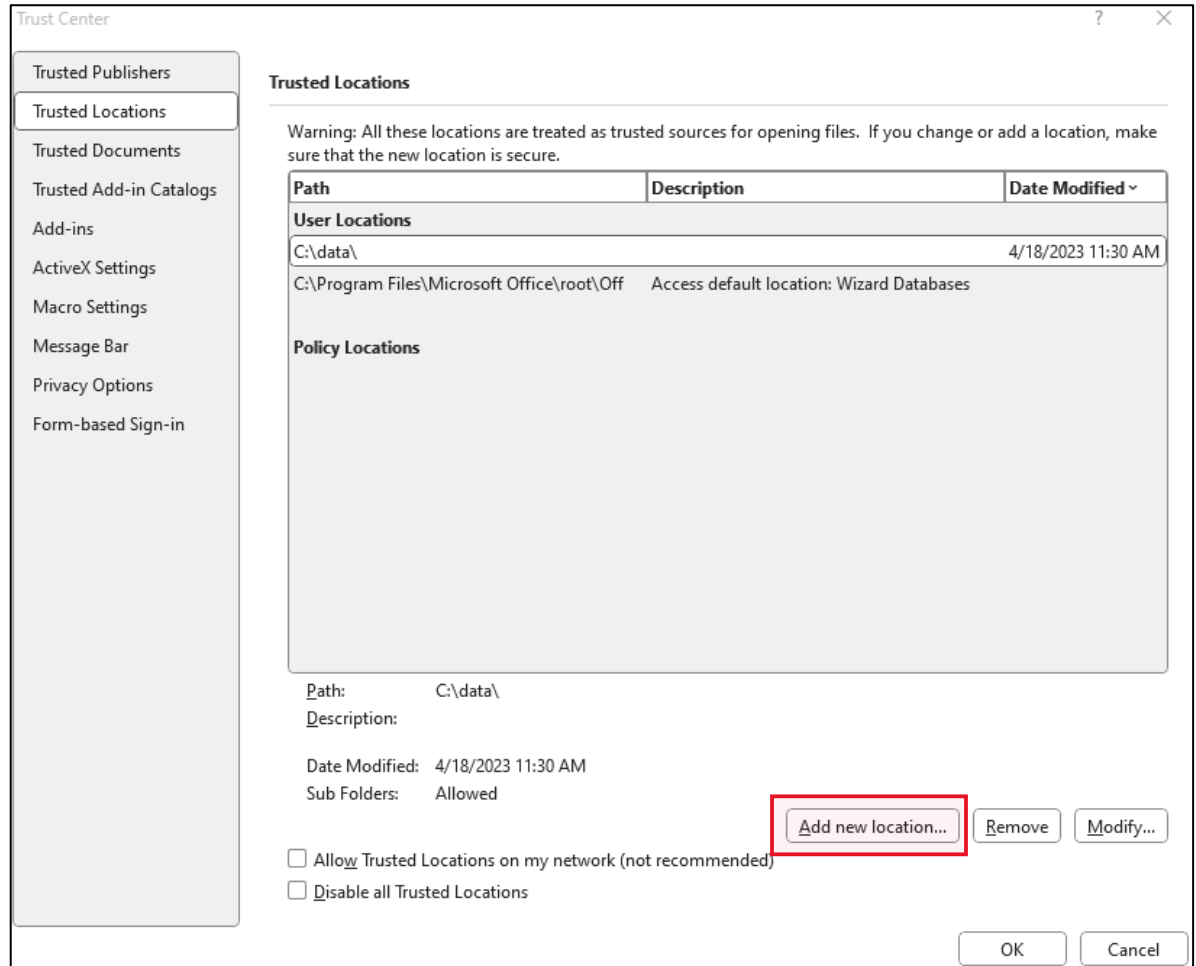 Trust Center ?
Trusted Publishers
Trusted Locations
Trusted Documents
Trusted Add-in Catalogs
Add-ins
ActiveX Settings
Macro Settings
Message Bar
Privacy Options
Form-based Sign-in
Trusted Locations
Warning: All these locations are treated as trusted sources for opening files.  If you change or add a location, make
sure that the new location is secure.
Path Description Date Modified
User Locations
C:\data\ 4/18/2023 11:30 AM
C:\Program Files\Microsoft Office\root\Off Access default location: Wizard Databases
Policy Locations
Path: C:\data\
Description:
Date Modified: 4/18/2023 11:30 AM
Sub Folders: Allowed
Add new location... Remove Modify...
Allow Trusted Locations on my network (not recommended)
Disable all Trusted Locations
OK Cancel